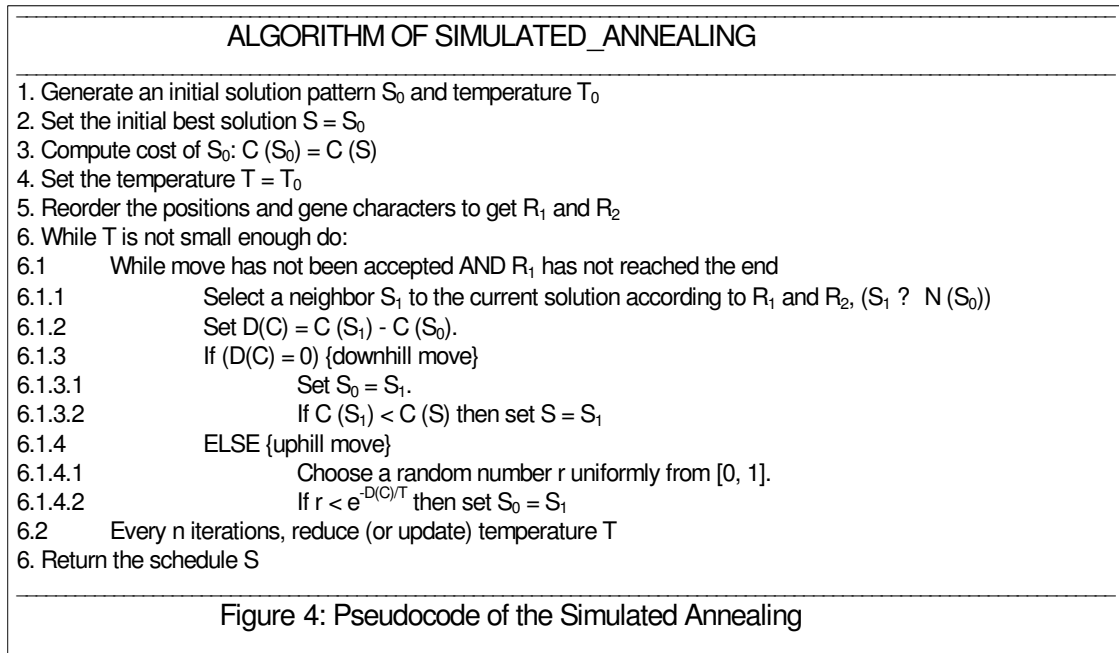 ALGORITHM OF SIMULATED_ANNEALING
1. Generate an initial solution pattern S₀ and temperature T₀
2. Set the initial best solution S = S₀
3. Compute cost of S₀: C (S₀) = C (S)
4. Set the temperature T = T₀
5. Reorder the positions and gene characters to get R₁ and R₂
6. While T is not small enough do:
6.1 While move has not been accepted AND R₁ has not reached the end
6.1.1 Select a neighbor S₁ to the current solution according to R₁ and R₂, (S₁ ? N (S₀))
6.1.2 Set D(C) = C (S₁) - C (S₀).
6.1.3 If (D(C) = 0) {downhill move}
6.1.3.1 Set S₀ = S₁.
6.1.3.2 If C (S₁) < C (S) then set S = S₁
6.1.4 ELSE {uphill move}
6.1.4.1 Choose a random number r uniformly from [0, 1].
6.1.4.2 If r < e^-D(C)/T then set S₀ = S₁
6.2 Every n iterations, reduce (or update) temperature T
6. Return the schedule S
Figure 4: Pseudocode of the Simulated Annealing